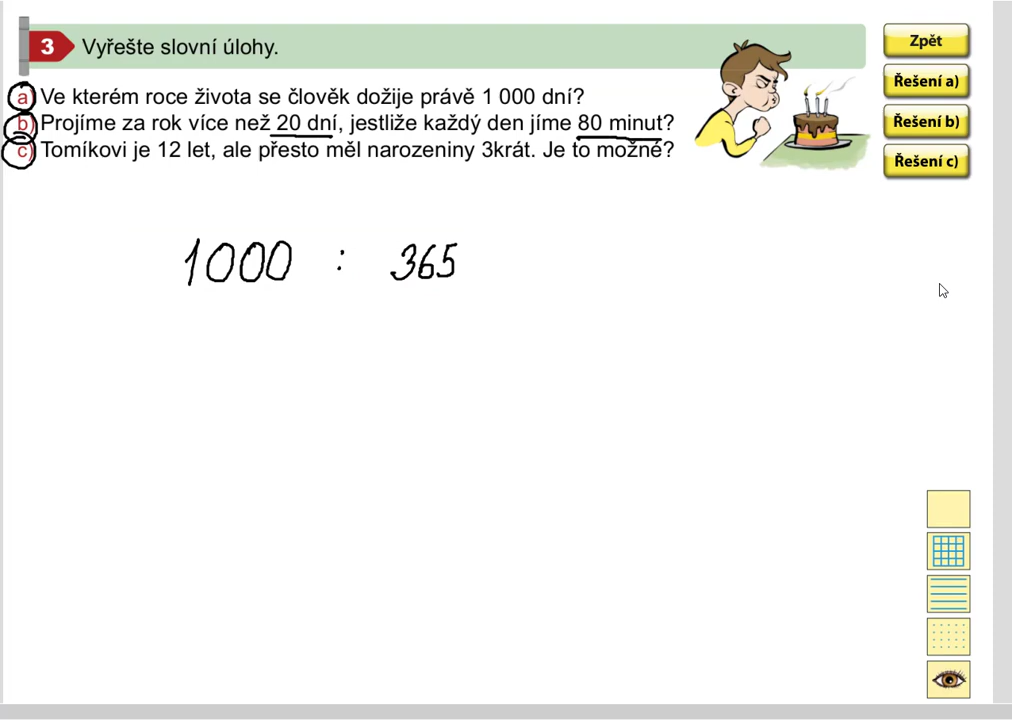 3 Vyřešte slovní úlohy.
a) Ve kterém roce života se člověk dožije právě 1 000 dní?
b) Projíme za rok více než 20 dní, jestliže každý den jíme 80 minut?
c) Tomíkovi je 12 let, ale přesto měl narozeniny 3krát. Je to možné?
Zpět
Řešení a)
Řešení b)
Řešení c)
1000 : 365